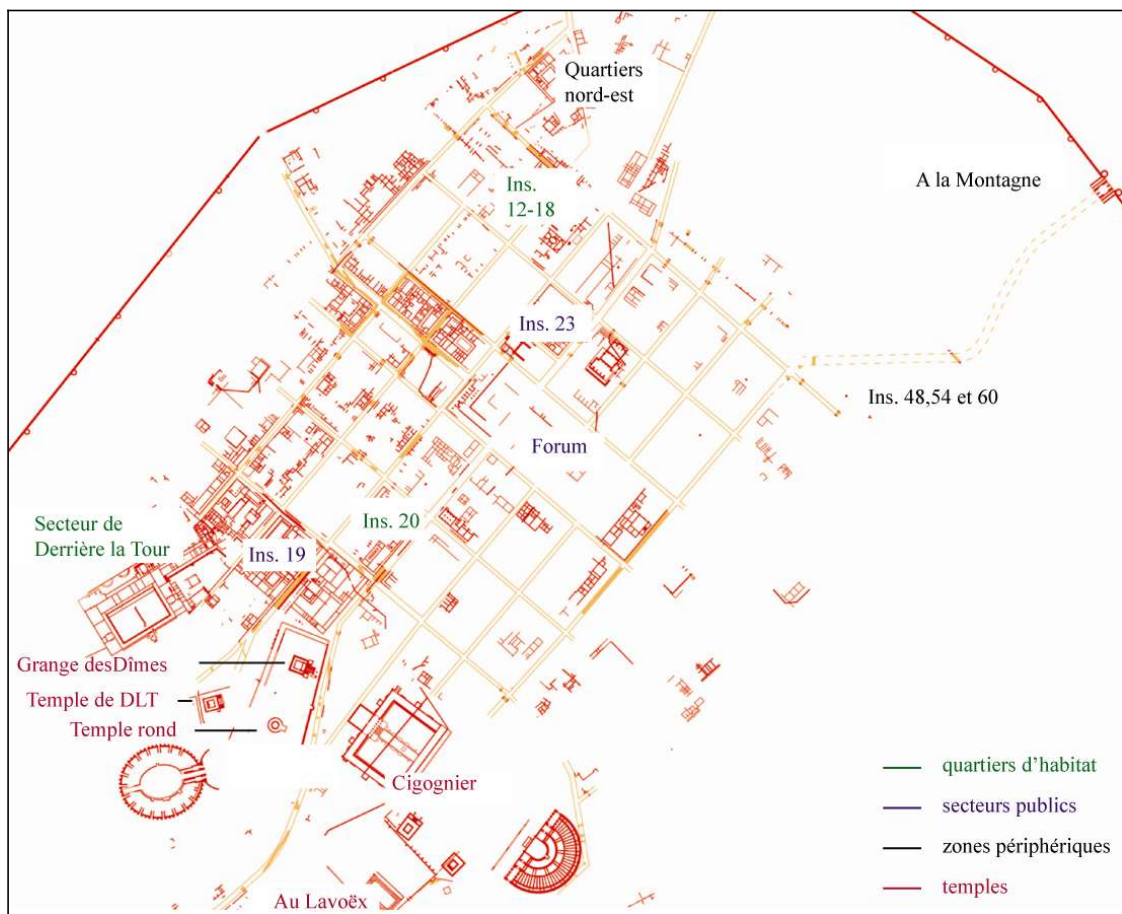 Quartiers
nord-est
A la Montagne
Ins.
12-18
Ins. 23
Ins. 48,54 et 60
Forum
Ins. 20
Secteur de
Derrière la Tour
Ins. 19
Grange desDîmes
Temple de DLT
Temple rond
Cigognier
Au Lavoëx
quartiers d'habitat
secteurs publics
zones périphériques
temples